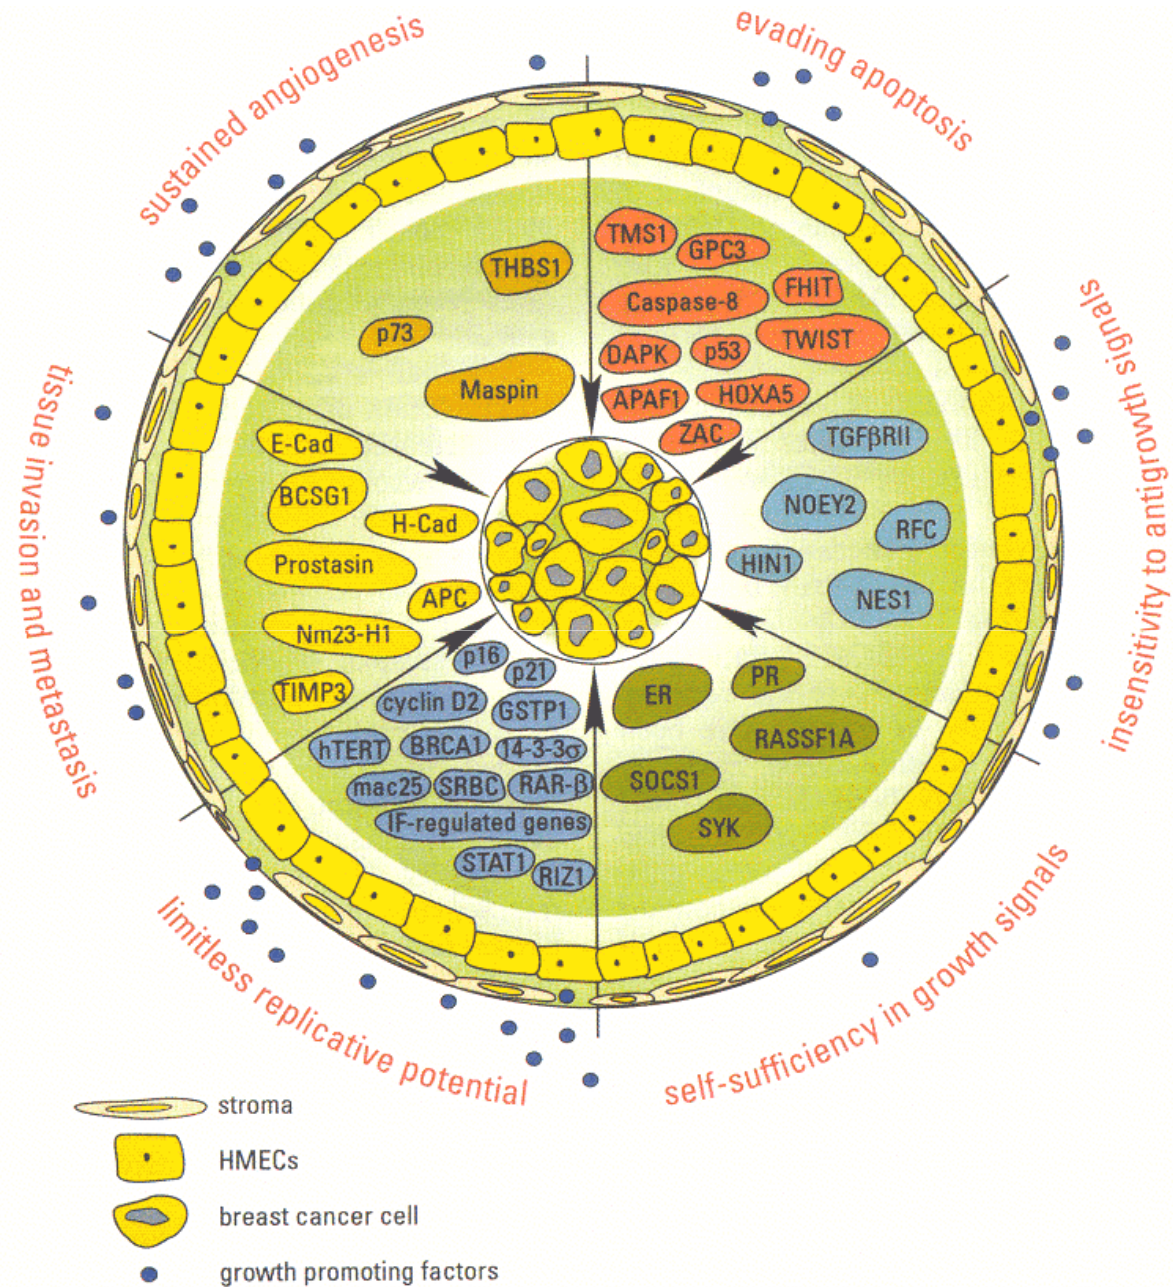 sustained angiogenesis
evading apoptosis
insensitivity to antigrowth signals
self-sufficiency in growth signals
limitless replicative potential
tissue invasion and metastasis
THBS1
p73
Maspin
TMS1
GPC3
Caspase-8
FHIT
DAPK
p53
TWIST
APAF1
HOXA5
ZAC
TGFβRII
NOEY2
RFC
HIN1
NES1
ER
PR
RASSF1A
SOCS1
SYK
p16
p21
cyclin D2
GSTP1
hTERT
BRCA1
14-3-3σ
mac25
SRBC
RAR-β
IF-regulated genes
STAT1
RIZ1
E-Cad
BCSG1
H-Cad
Prostasin
APC
Nm23-H1
TIMP3
stroma
HMECs
breast cancer cell
growth promoting factors